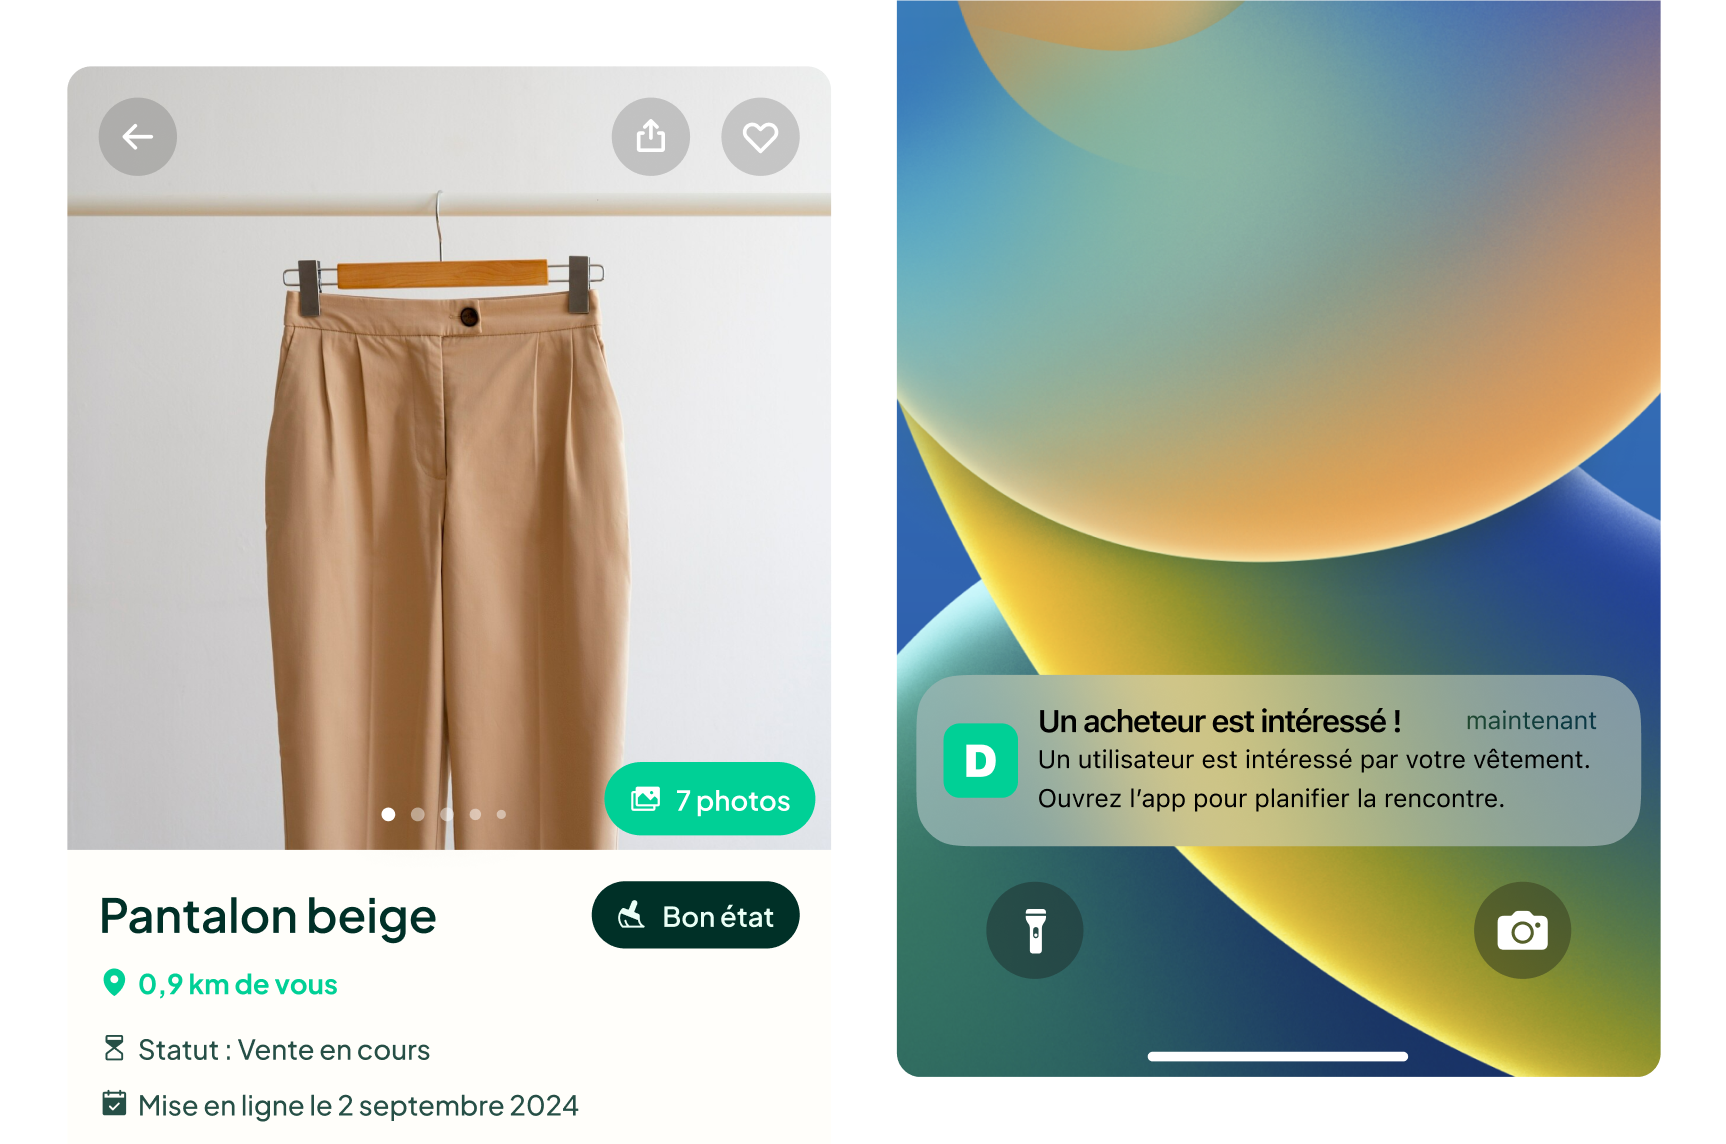 7 photos
Pantalon beige
Bon état
0,9 km de vous
Statut : Vente en cours
Mise en ligne le 2 septembre 2024
D
Un acheteur est intéressé !
maintenant
Un utilisateur est intéressé par votre vêtement.
Ouvrez l’app pour planifier la rencontre.